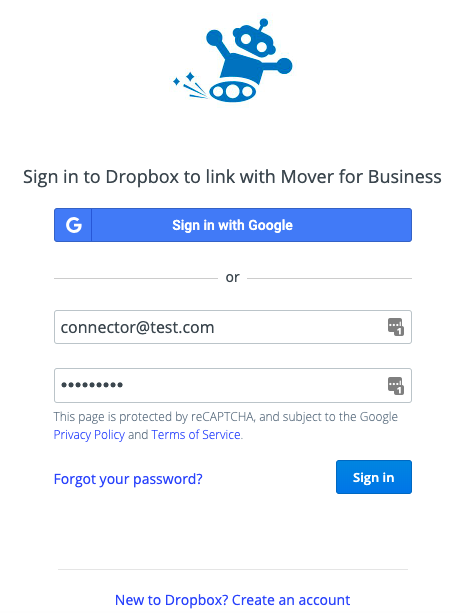 Sign in to Dropbox to link with Mover for Business
G Sign in with Google
or
connector@test.com
•••••••••
This page is protected by reCAPTCHA, and subject to the Google
Privacy Policy and Terms of Service.
Forgot your password?
Sign in
New to Dropbox? Create an account